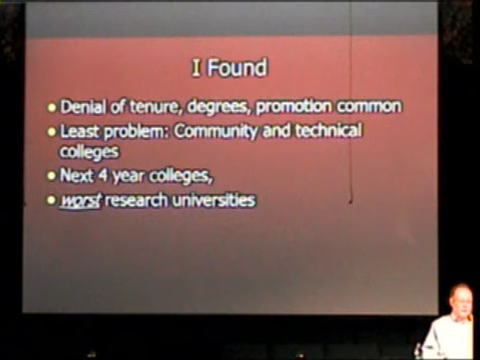 I Found
Denial of tenure, degrees, promotion common
Least problem: Community and technical
colleges
Next 4 year colleges,
worst research universities